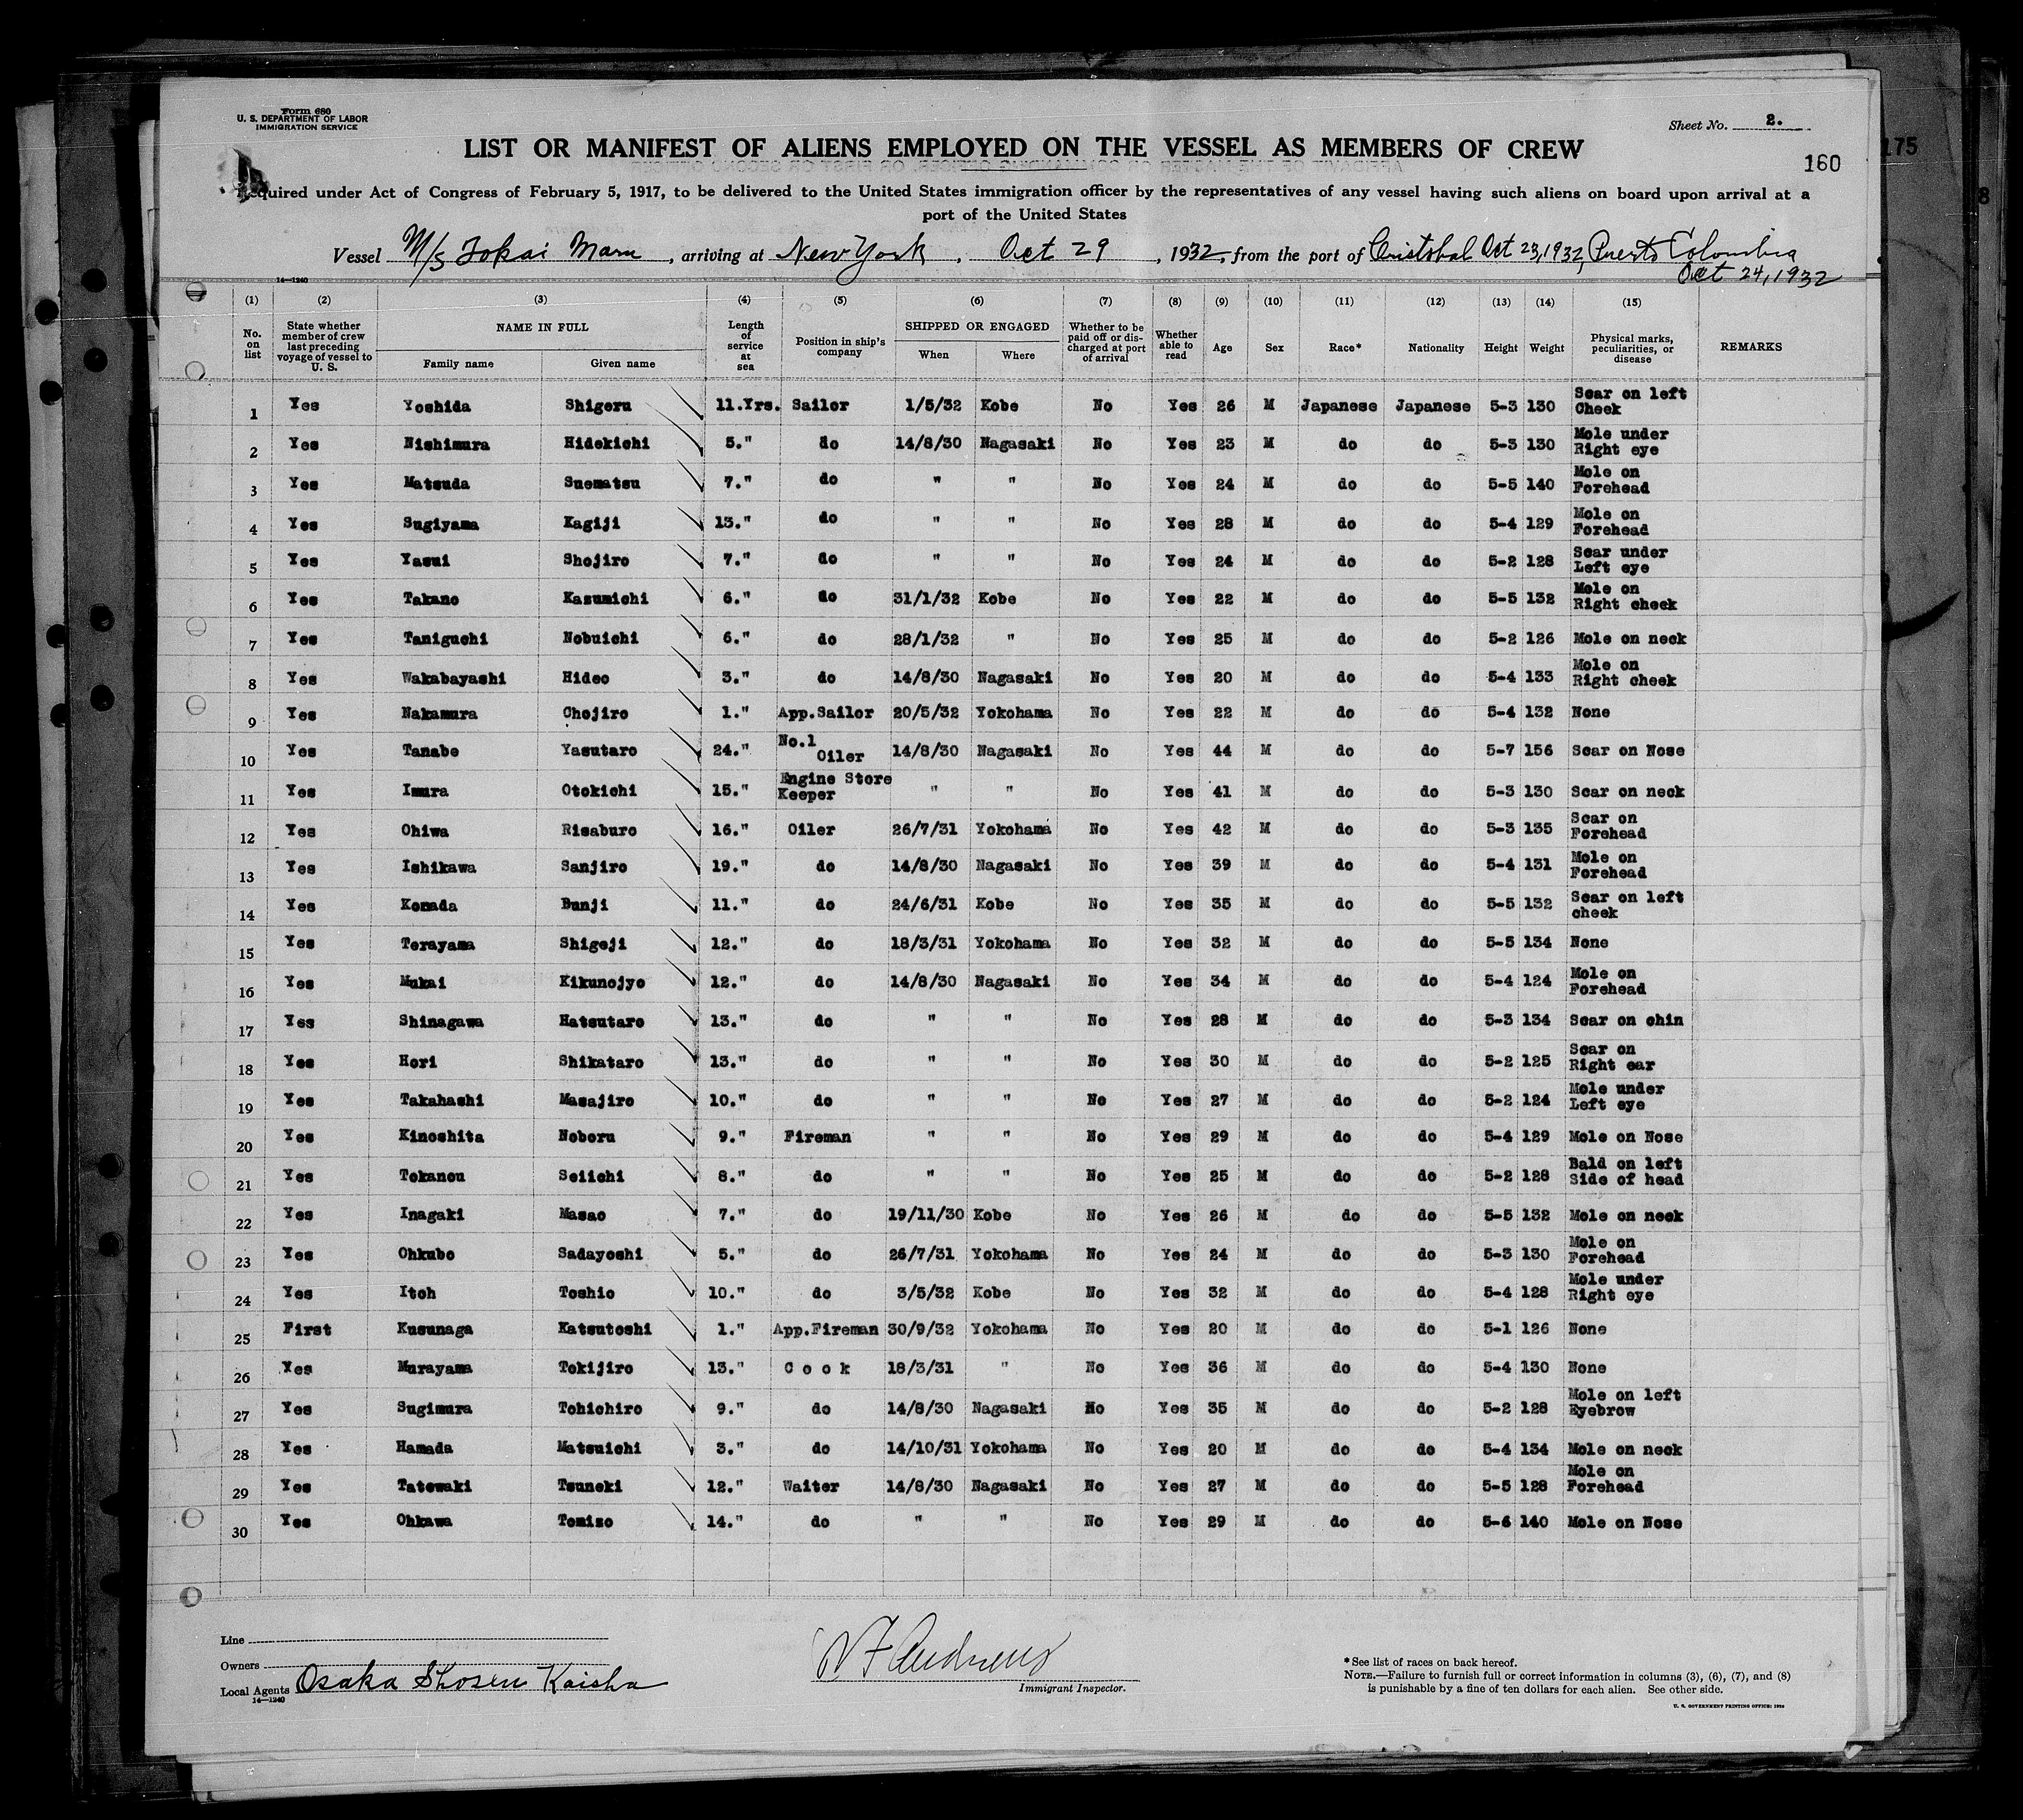 Form 680
U. S. DEPARTMENT OF LABOR
IMMIGRATION SERVICE
Sheet No. 2.
LIST OR MANIFEST OF ALIENS EMPLOYED ON THE VESSEL AS MEMBERS OF CREW
160
175
Required under Act of Congress of February 5, 1917, to be delivered to the United States immigration officer by the representatives of any vessel having such aliens on board upon arrival at a
port of the United States
Vessel M/S Tokai Maru, arriving at New York, Oct 29, 1932, from the port of Cristobal Oct 23, 1932, Puerto Colombia
Oct 24, 1932
14—1240
(1) (2) (3) (4) (5) (6) (7) (8) (9) (10) (11) (12) (13) (14) (15)
No. on list | State whether member of crew last preceding voyage of vessel to U. S. | NAME IN FULL | Family name | Given name | Length of service at sea | Position in ship's company | SHIPPED OR ENGAGED | When | Where | Whether to be paid off or discharged at port of arrival | Whether able to read | Age | Sex | Race* | Nationality | Height | Weight | Physical marks, peculiarities, or disease | REMARKS
1 Yes Yoshida Shigeru 11.Yrs. Sailor 1/5/32 Kobe No Yes 26 M Japanese Japanese 5-3 130 Scar on left Cheek
2 Yes Nishimura Hidekichi 5." do 14/8/30 Nagasaki No Yes 23 M do do 5-3 130 Mole under Right eye
3 Yes Matsuda Suematsu 7." do " " No Yes 24 M do do 5-5 140 Mole on Forehead
4 Yes Sugiyama Kagiji 13." do " " No Yes 28 M do do 5-4 129 Mole on Forehead
5 Yes Yasui Shojiro 7." do " " No Yes 24 M do do 5-2 128 Scar under Left eye
6 Yes Takano Kazumichi 6." do 31/1/32 Kobe No Yes 22 M do do 5-5 132 Mole on Right cheek
7 Yes Taniguchi Nobuichi 6." do 28/1/32 " No Yes 25 M do do 5-2 126 Mole on neck
8 Yes Wakabayashi Hideo 3." do 14/8/30 Nagasaki No Yes 20 M do do 5-4 133 Mole on Right cheek
9 Yes Nakamura Chojiro 1." App.Sailor 20/5/32 Yokohama No Yes 22 M do do 5-4 132 None
10 Yes Tanabe Yasutaro 24." No.1 Oiler 14/8/30 Nagasaki No Yes 44 M do do 5-7 156 Scar on Nose
11 Yes Imura Otokichi 15." Engine Store Keeper " " No Yes 41 M do do 5-3 130 Scar on neck
12 Yes Ohiwa Risaburo 16." Oiler 26/7/31 Yokohama No Yes 42 M do do 5-3 135 Scar on Forehead
13 Yes Ishikawa Sanjiro 19." do 14/8/30 Nagasaki No Yes 39 M do do 5-4 131 Mole on Forehead
14 Yes Komada Bunji 11." do 24/6/31 Kobe No Yes 35 M do do 5-5 132 Scar on left cheek
15 Yes Terayama Shigeji 12." do 18/3/31 Yokohama No Yes 32 M do do 5-5 134 None
16 Yes Mukai Kikunojyo 12." do 14/8/30 Nagasaki No Yes 34 M do do 5-4 124 Mole on Forehead
17 Yes Shinagawa Hatsutaro 13." do " " No Yes 28 M do do 5-3 134 Scar on chin
18 Yes Hori Shikataro 13." do " " No Yes 30 M do do 5-2 125 Scar on Right ear
19 Yes Takahashi Masajiro 10." do " " No Yes 27 M do do 5-2 124 Mole under Left eye
20 Yes Kinoshita Noboru 9." Fireman " " No Yes 29 M do do 5-4 129 Mole on Nose
21 Yes Tokanou Seiichi 8." do " " No Yes 25 M do do 5-2 128 Bald on left Side of head
22 Yes Inagaki Masao 7." do 19/11/30 Kobe No Yes 26 M do do 5-5 132 Mole on neck
23 Yes Ohkubo Sadayoshi 5." do 26/7/31 Yokohama No Yes 24 M do do 5-3 130 Mole on Forehead
24 Yes Itoh Toshio 10." do 3/5/32 Kobe No Yes 32 M do do 5-4 128 Mole under Right eye
25 First Kusunaga Katsutoshi 1." App.Fireman 30/9/32 Yokohama No Yes 20 M do do 5-1 126 None
26 Yes Murayama Tokijiro 13." C o o k 18/3/31 " No Yes 36 M do do 5-4 130 None
27 Yes Sugimura Tohichiro 9." do 14/8/30 Nagasaki No Yes 35 M do do 5-2 128 Mole on left Eyebrow
28 Yes Hamada Matsuichi 3." do 14/10/31 Yokohama No Yes 20 M do do 5-4 134 Mole on neck
29 Yes Tatewaki Tsuneki 12." Waiter 14/8/30 Nagasaki No Yes 27 M do do 5-5 128 Mole on Forehead
30 Yes Ohkawa Tomizo 14." do " " No Yes 29 M do do 5-6 140 Mole on Nose
Line
Owners
Local Agents Osaka Shosen Kaisha
14—1240
N F Andrews
Immigrant Inspector.
* See list of races on back hereof.
NOTE.—Failure to furnish full or correct information in columns (3), (6), (7), and (8)
is punishable by a fine of ten dollars for each alien. See other side.
U. S. GOVERNMENT PRINTING OFFICE: 1930